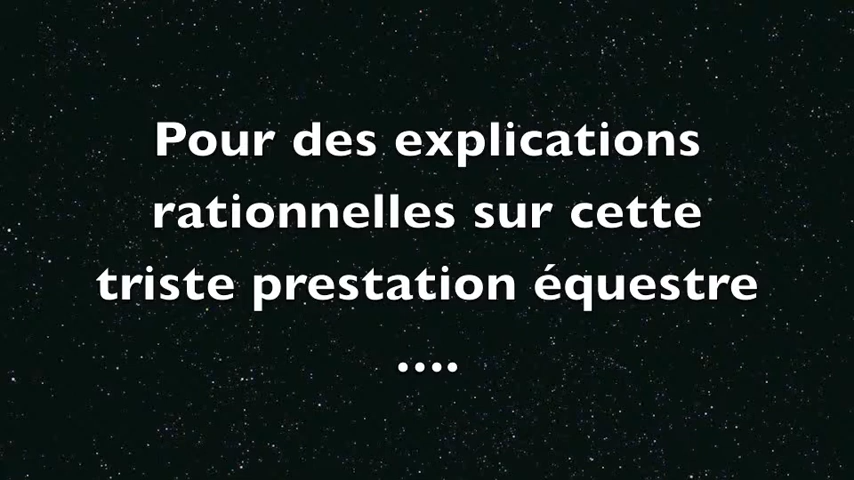 Pour des explications
rationnelles sur cette
triste prestation équestre
....